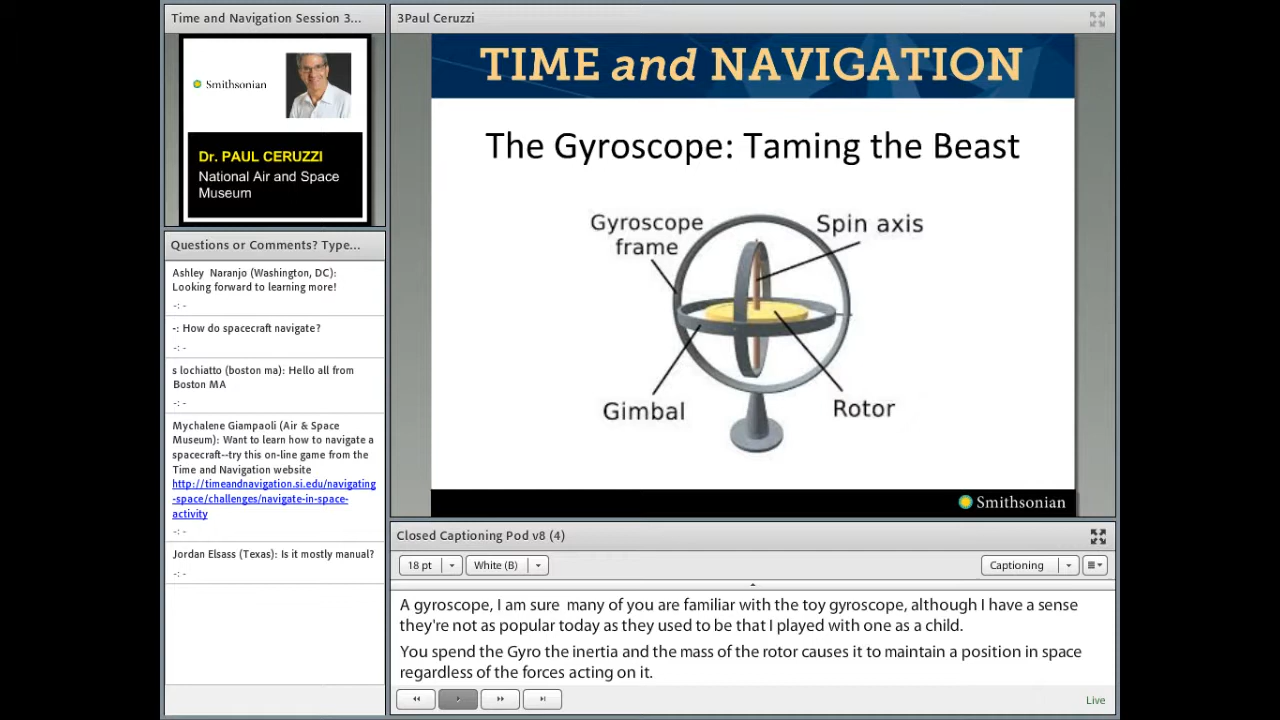 Time and Navigation Session 3...
Smithsonian
Dr. PAUL CERUZZI
National Air and Space
Museum
Questions or Comments? Type...
Ashley Naranjo (Washington, DC):
Looking forward to learning more!
-: -
-: How do spacecraft navigate?
-: -
s lochiatto (boston ma): Hello all from
Boston MA
-: -
Mychalene Giampaoli (Air & Space
Museum): Want to learn how to navigate a
spacecraft--try this on-line game from the
Time and Navigation website
http://timeandnavigation.si.edu/navigating
-space/challenges/navigate-in-space-
activity
-: -
Jordan Elsass (Texas): Is it mostly manual?
-: -
3Paul Ceruzzi
TIME and NAVIGATION
The Gyroscope: Taming the Beast
Gyroscope
frame
Spin axis
Gimbal
Rotor
Smithsonian
Closed Captioning Pod v8 (4)
18 pt
White (B)
Captioning
A gyroscope, I am sure many of you are familiar with the toy gyroscope, although I have a sense
they're not as popular today as they used to be that I played with one as a child.
You spend the Gyro the inertia and the mass of the rotor causes it to maintain a position in space
regardless of the forces acting on it.
Live